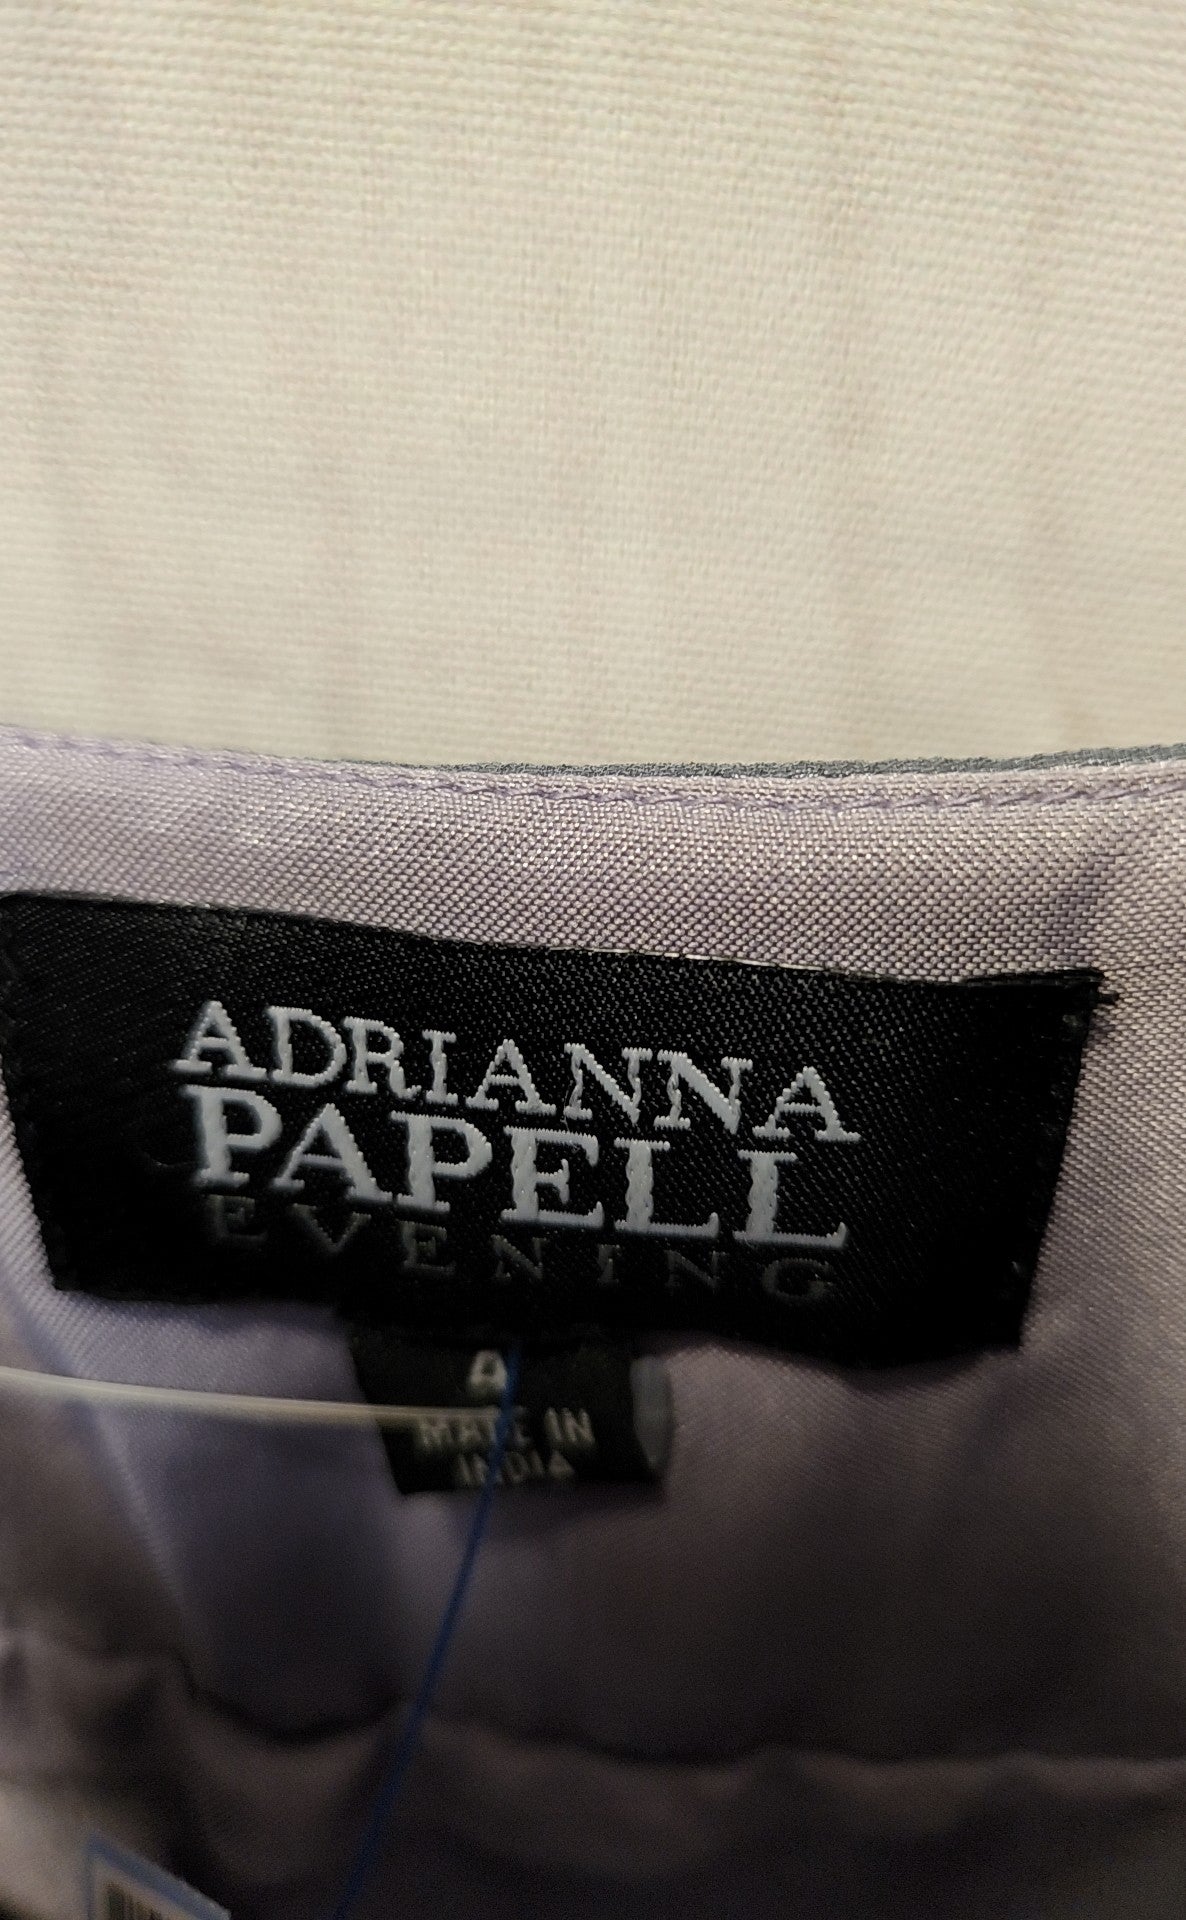 ADRIANNA
PAPELL
EVENING
4
MADE IN
INDIA